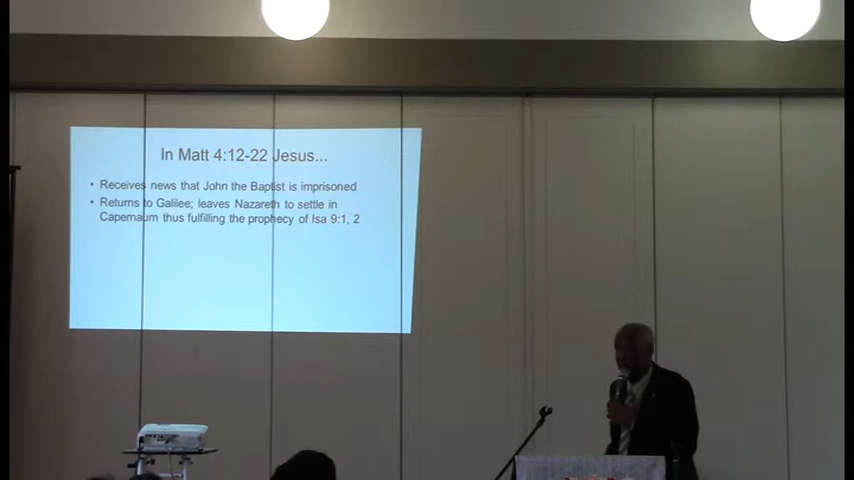 In Matt 4:12-22 Jesus...
• Receives news that John the Baptist is imprisoned
• Returns to Galilee; leaves Nazareth to settle in
Capernaum thus fulfilling the prophecy of Isa 9:1, 2